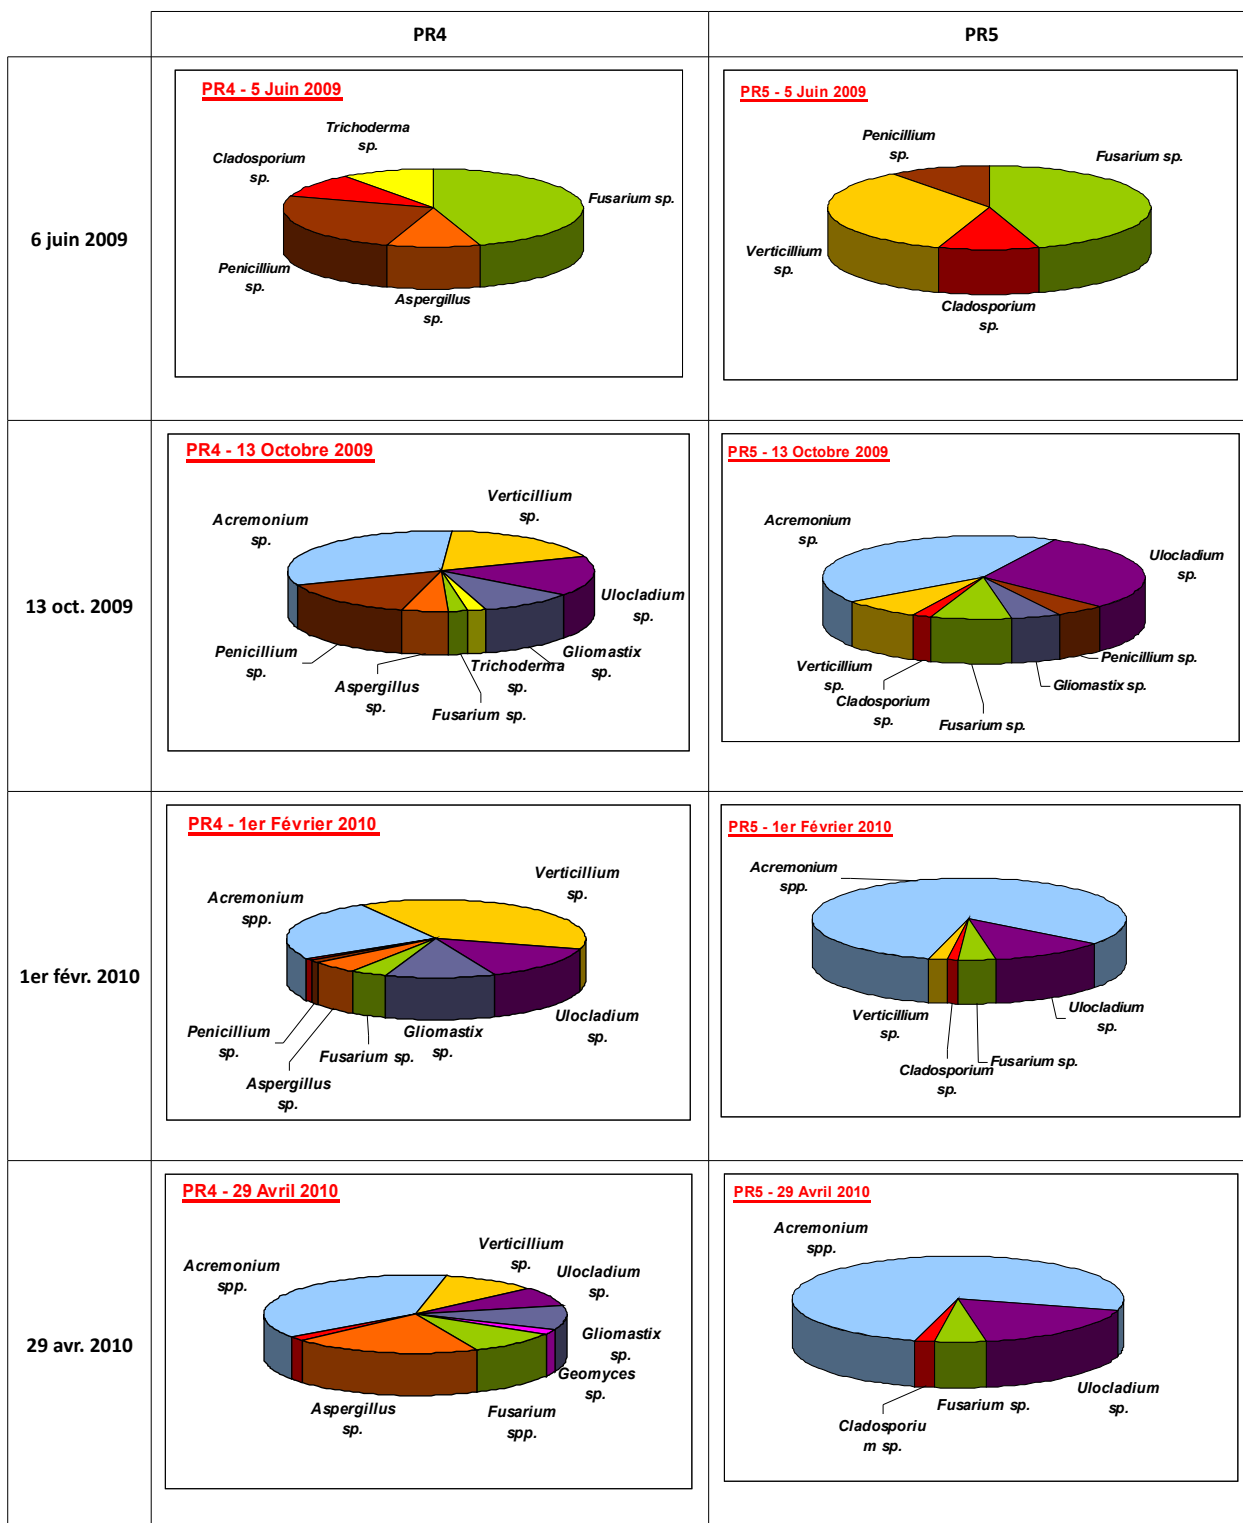 PR4
PR5
6 juin 2009
PR4 - 5 Juin 2009
Trichoderma
sp.
Cladosporium
sp.
Fusarium sp.
Penicillium
sp.
Aspergillus
sp.
PR5 - 5 Juin 2009
Penicillium
sp.
Fusarium sp.
Verticillium
sp.
Cladosporium
sp.
13 oct. 2009
PR4 - 13 Octobre 2009
Verticillium
sp.
Acremonium
sp.
Ulocladium
sp.
Penicillium
sp.
Aspergillus
sp.
Trichoderma
sp.
Gliomastix
sp.
Fusarium sp.
PR5 - 13 Octobre 2009
Acremonium
sp.
Ulocladium
sp.
Verticillium
sp.
Penicillium sp.
Cladosporium
sp.
Gliomastix sp.
Fusarium sp.
1er févr. 2010
PR4 - 1er Février 2010
Verticillium
sp.
Acremonium
spp.
Penicillium
sp.
Aspergillus
sp.
Fusarium sp.
Gliomastix
sp.
Ulocladium
sp.
PR5 - 1er Février 2010
Acremonium
spp.
Verticillium
sp.
Cladosporium
sp.
Fusarium sp.
Ulocladium
sp.
29 avr. 2010
PR4 - 29 Avril 2010
Verticillium
sp.
Acremonium
spp.
Ulocladium
sp.
Gliomastix
sp.
Geomyces
sp.
Aspergillus
sp.
Fusarium
spp.
PR5 - 29 Avril 2010
Acremonium
spp.
Ulocladium
sp.
Fusarium sp.
Cladosporiu
m sp.